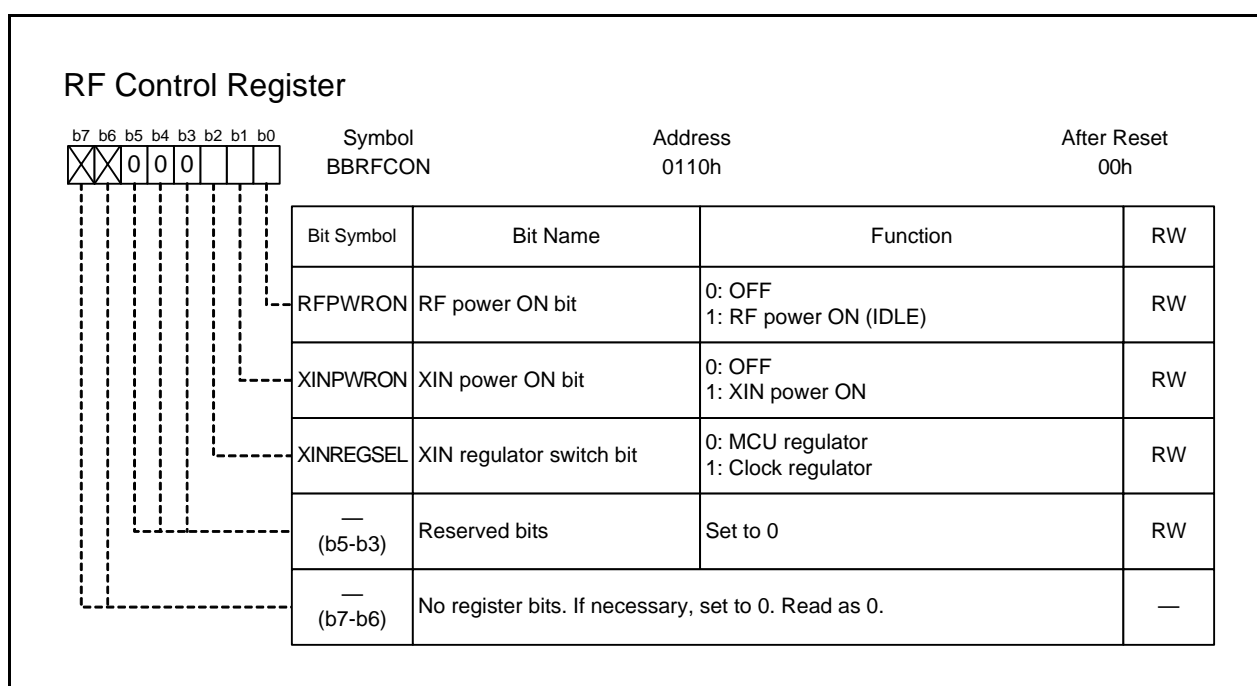 RF Control Register
b7 b6 b5 b4 b3 b2 b1 b0
Symbol Address After Reset
0 0 0
BBRFCON 0110h 00h
Bit Symbol Bit Name Function RW
RFPWRON RF power ON bit 0: OFF
1: RF power ON (IDLE) RW
XINPWRON XIN power ON bit 0: OFF
1: XIN power ON RW
XINREGSEL XIN regulator switch bit 0: MCU regulator
1: Clock regulator RW
—
(b5-b3) Reserved bits Set to 0 RW
—
(b7-b6) No register bits. If necessary, set to 0. Read as 0. —